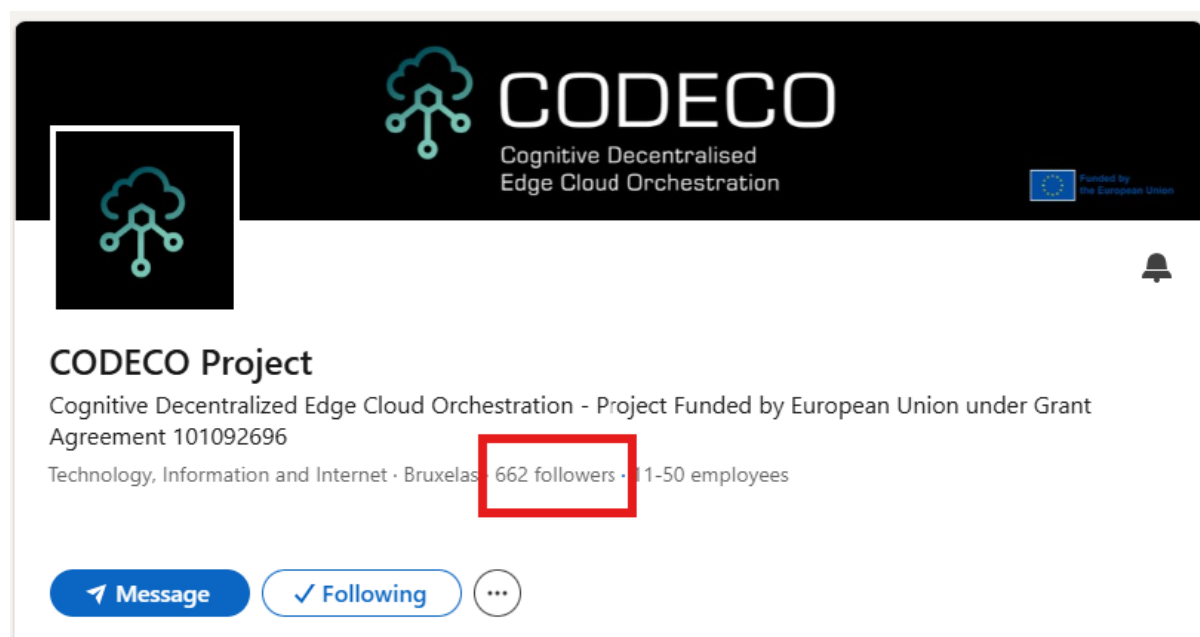 CODECO
Cognitive Decentralised
Edge Cloud Orchestration
Funded by
the European Union
CODECO Project
Cognitive Decentralized Edge Cloud Orchestration - Project Funded by European Union under Grant
Agreement 101092696
Technology, Information and Internet · Bruxelas · 662 followers · 11-50 employees
Message
Following